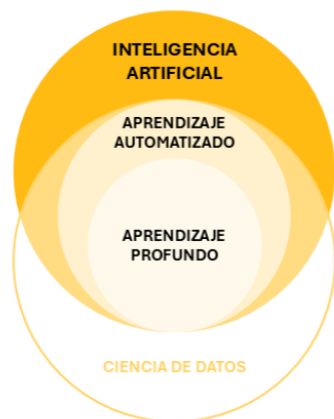 INTELIGENCIA
ARTIFICIAL
APRENDIZAJE
AUTOMATIZADO
APRENDIZAJE
PROFUNDO
CIENCIA DE DATOS